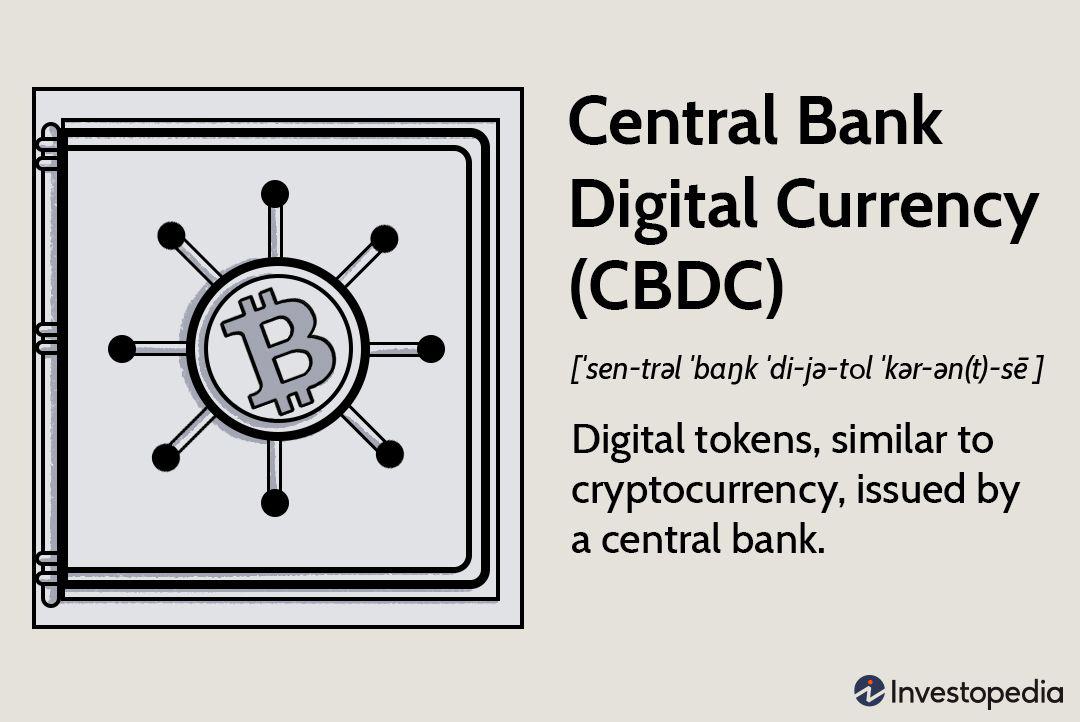 Central Bank
Digital Currency
(CBDC)
[ˈsen-trəl ˈbaŋk ˈdi-jə-tᵊl ˈkər-ən(t)-sē ]
Digital tokens, similar to
cryptocurrency, issued by
a central bank.
Investopedia